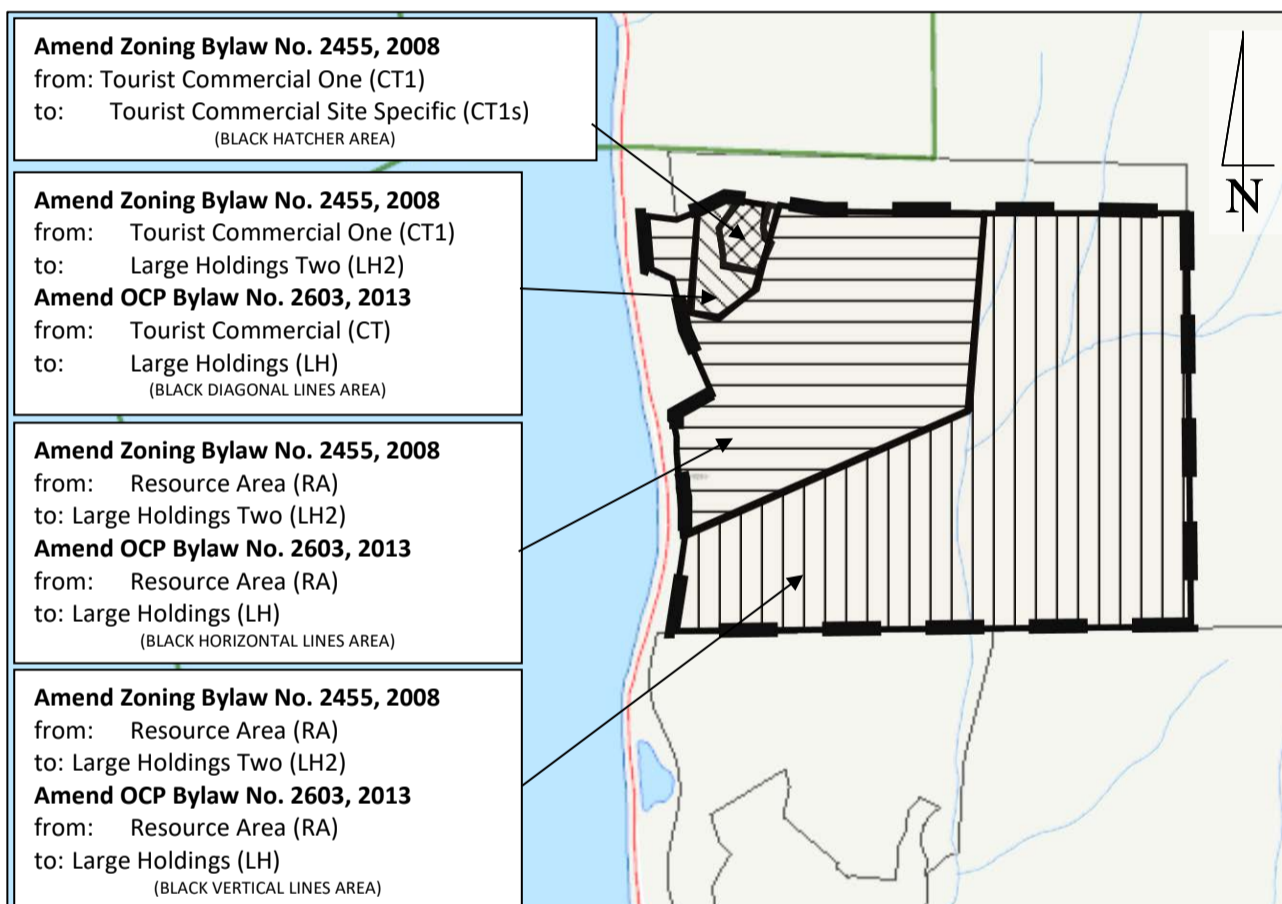 Amend Zoning Bylaw No. 2455, 2008
from: Tourist Commercial One (CT1)
to: Tourist Commercial Site Specific (CT1s)
(BLACK HATCHER AREA)
Amend Zoning Bylaw No. 2455, 2008
from: Tourist Commercial One (CT1)
to: Large Holdings Two (LH2)
Amend OCP Bylaw No. 2603, 2013
from: Tourist Commercial (CT)
to: Large Holdings (LH)
(BLACK DIAGONAL LINES AREA)
Amend Zoning Bylaw No. 2455, 2008
from: Resource Area (RA)
to: Large Holdings Two (LH2)
Amend OCP Bylaw No. 2603, 2013
from: Resource Area (RA)
to: Large Holdings (LH)
(BLACK HORIZONTAL LINES AREA)
Amend Zoning Bylaw No. 2455, 2008
from: Resource Area (RA)
to: Large Holdings Two (LH2)
Amend OCP Bylaw No. 2603, 2013
from: Resource Area (RA)
to: Large Holdings (LH)
(BLACK VERTICAL LINES AREA)
N